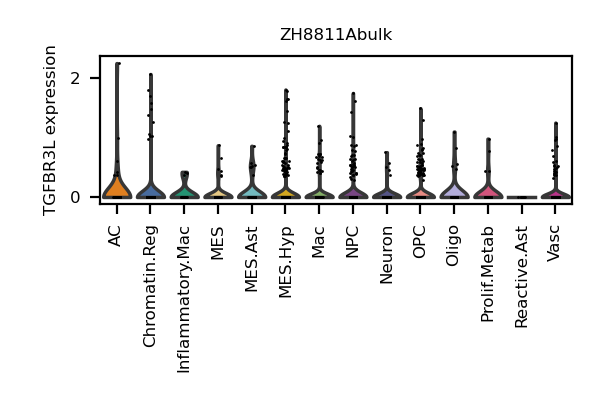 ZH8811Abulk
TGFBR3L expression
2
0
AC
Chromatin.Reg
Inflammatory.Mac
MES
MES.Ast
MES.Hyp
Mac
NPC
Neuron
OPC
Oligo
Prolif.Metab
Reactive.Ast
Vasc